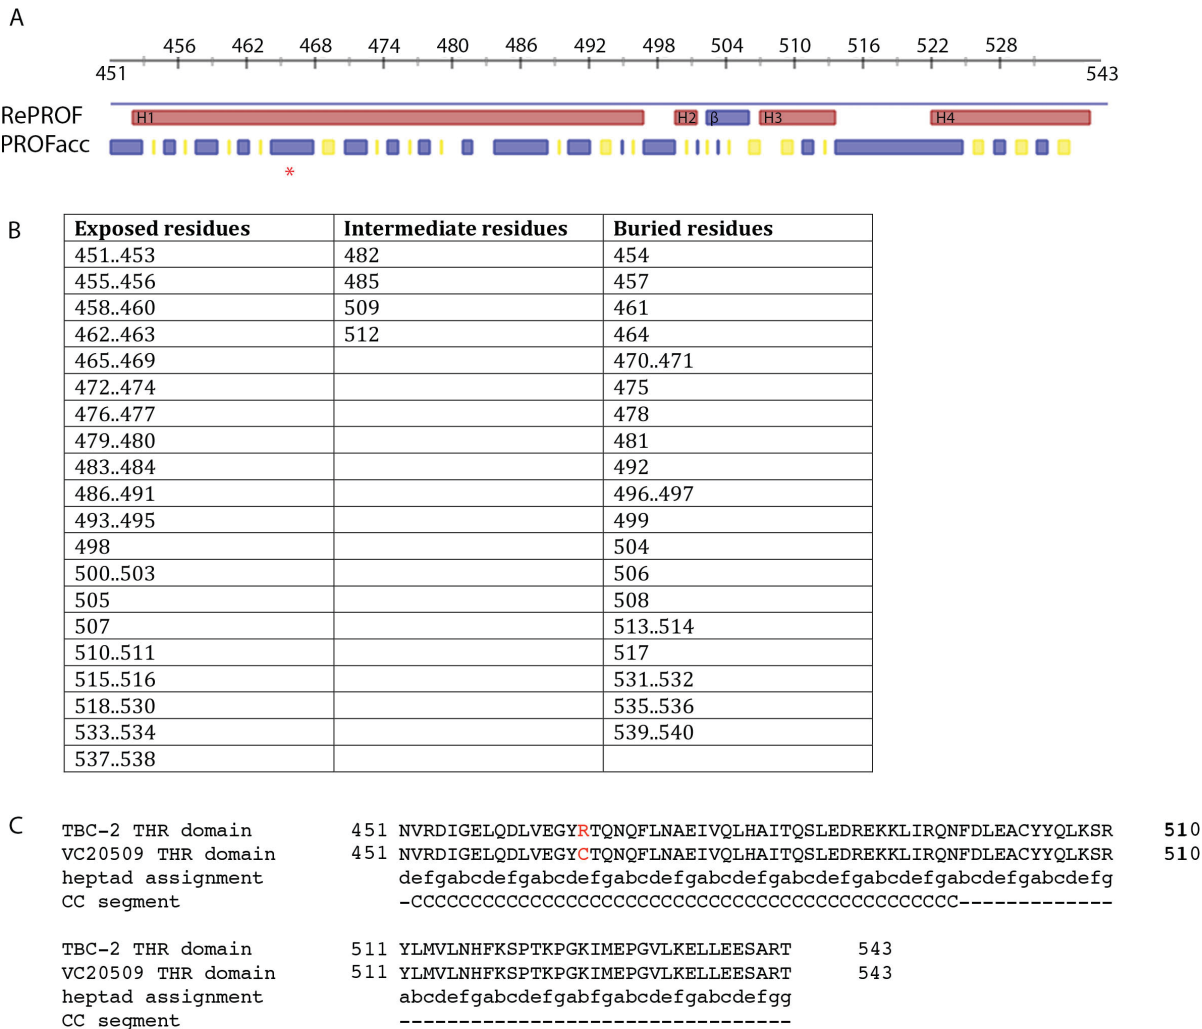 A
456 462 468 474 480 486 492 498 504 510 516 522 528
451 543
RePROF H1 H2 β H3 H4
PROFacc
*
B
Exposed residues Intermediate residues Buried residues
451..453 482 454
455..456 485 457
458..460 509 461
462..463 512 464
465..469 470..471
472..474 475
476..477 478
479..480 481
483..484 492
486..491 496..497
493..495 499
498 504
500..503 506
505 508
507 513..514
510..511 517
515..516 531..532
518..530 535..536
533..534 539..540
537..538
C
TBC-2 THR domain 451 NVRDIGELQDLVEGYRTQNQFLNAEIVQLHAITQSLEDREKKLIRQNFDLEACYYQLKSR 510
VC20509 THR domain 451 NVRDIGELQDLVEGYCTQNQFLNAEIVQLHAITQSLEDREKKLIRQNFDLEACYYQLKSR 510
heptad assignment defgabcdefgabcdefgabcdefgabcdefgabcdefgabcdefgabcdefgabcdefg
CC segment -CCCCCCCCCCCCCCCCCCCCCCCCCCCCCCCCCCCCCCCCCCCCCC-------------
TBC-2 THR domain 511 YLMVLNHFKSPTKPGKIMEPGVLKELLEESART 543
VC20509 THR domain 511 YLMVLNHFKSPTKPGKIMEPGVLKELLEESART 543
heptad assignment abcdefgabcdefgabfgabcdefgabcdefgg
CC segment ---------------------------------